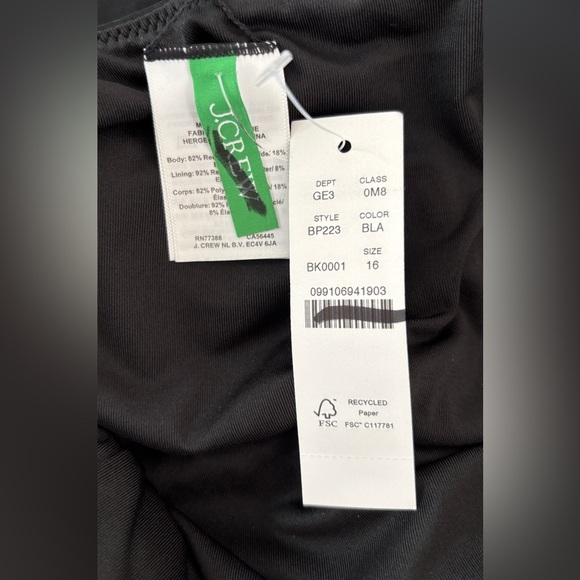 J.CREW
Body: 82% Rec
Lining: 92%
Corps: 82% Poly
Doublure: 92%
8% Élas
RN77388 CA56445
J. CREW NL B.V. EC4V 6JA
DEPT CLASS
GE3 0M8
STYLE COLOR
BP223 BLA
SIZE
BK0001 16
099106941903
RECYCLED
Paper
FSC
FSC™ C117781